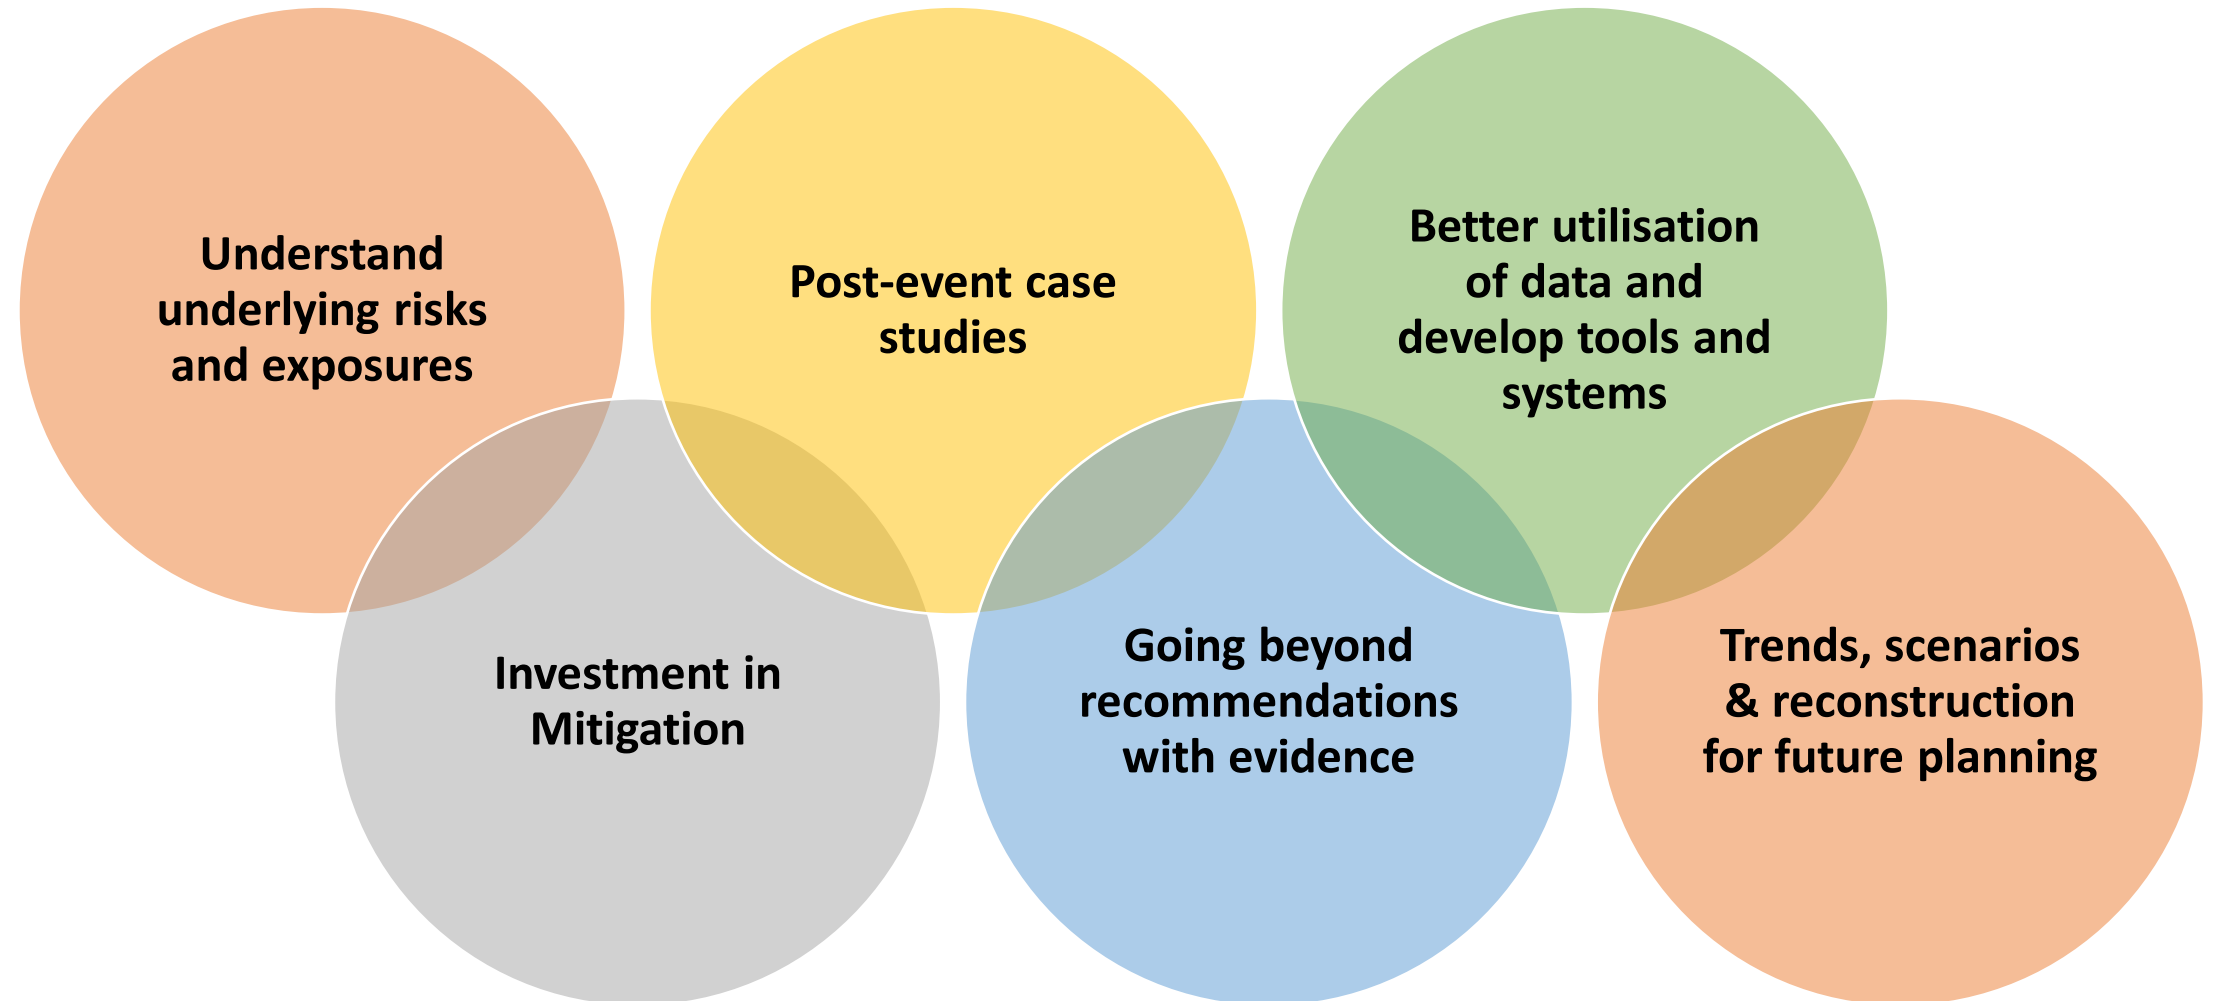 Understand
underlying risks
and exposures
Post-event case
studies
Better utilisation
of data and
develop tools and
systems
Investment in
Mitigation
Going beyond
recommendations
with evidence
Trends, scenarios
& reconstruction
for future planning